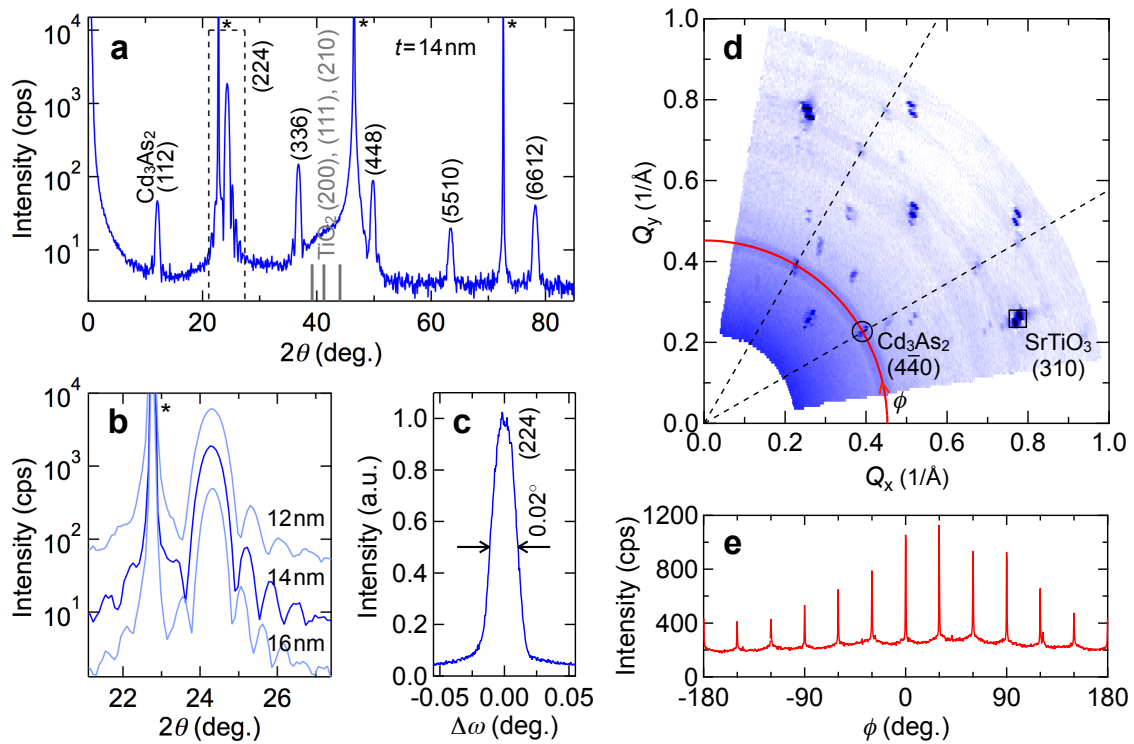 a
t=14nm
*
*
*
Cd₃As₂
(112)
(224)
(336)
TiO₂ (200), (111), (210)
(448)
(5510)
(6612)
Intensity (cps)
10⁴
10³
10²
10¹
0
20
40
60
80
2θ (deg.)
b
*
12nm
14nm
16nm
Intensity (cps)
10⁴
10³
10²
10¹
22
24
26
2θ (deg.)
c
(224)
0.02°
Intensity (a.u.)
1.0
0.8
0.6
0.4
0.2
0.0
-0.05
0.00
0.05
Δω (deg.)
d
Cd₃As₂
(44̄0)
SrTiO₃
(310)
ϕ
Qy (1/Å)
1.0
0.8
0.6
0.4
0.2
0.0
0.0
0.2
0.4
0.6
0.8
1.0
Qx (1/Å)
e
Intensity (cps)
1200
800
400
0
-180
-90
0
90
180
ϕ (deg.)